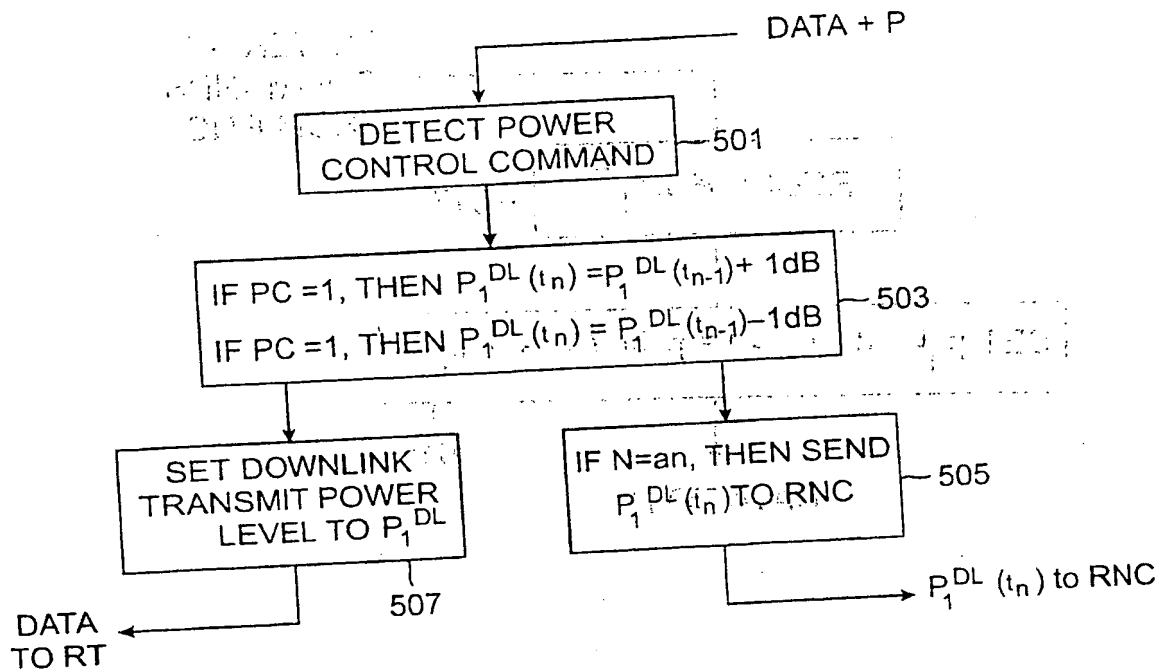 DATA + P
DETECT POWER
CONTROL COMMAND
501
IF PC =1, THEN P₁ᴰᴸ (tₙ) =P₁ᴰᴸ (tₙ₋₁)+ 1dB
IF PC =1, THEN P₁ᴰᴸ (tₙ) = P₁ᴰᴸ (tₙ₋₁)–1dB
503
SET DOWNLINK
TRANSMIT POWER
LEVEL TO P₁ᴰᴸ
507
IF N=an, THEN SEND
P₁ᴰᴸ(tₙ)TO RNC
505
DATA
TO RT
P₁ᴰᴸ (tₙ) to RNC